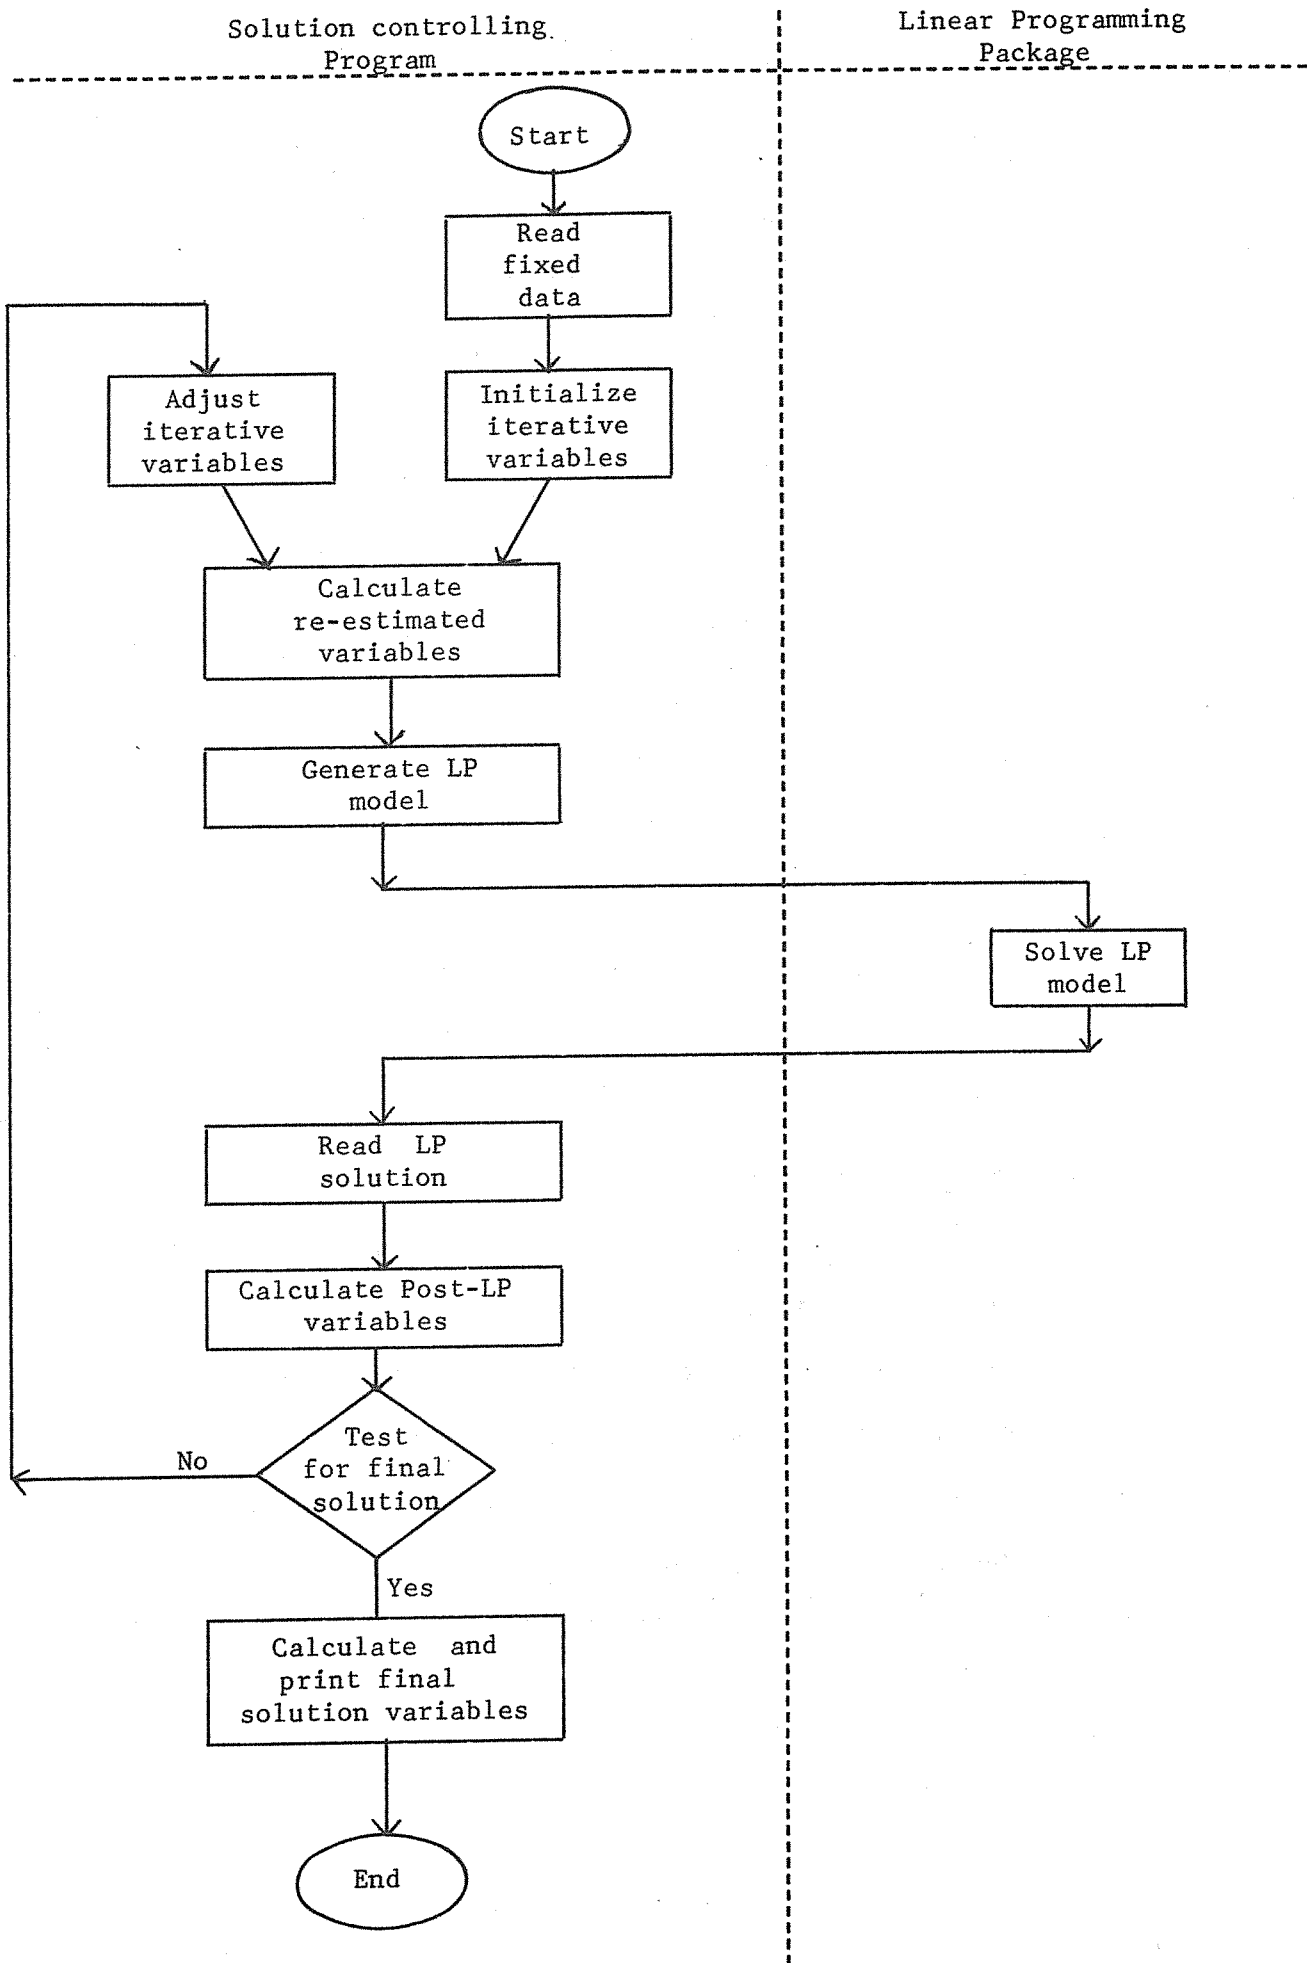 Solution controlling
Program
Linear Programming
Package
Start
Read
fixed
data
Adjust
iterative
variables
Initialize
iterative
variables
Calculate
re-estimated
variables
Generate LP
model
Solve LP
model
Read LP
solution
Calculate Post-LP
variables
Test
for final
solution
No
Yes
Calculate and
print final
solution variables
End